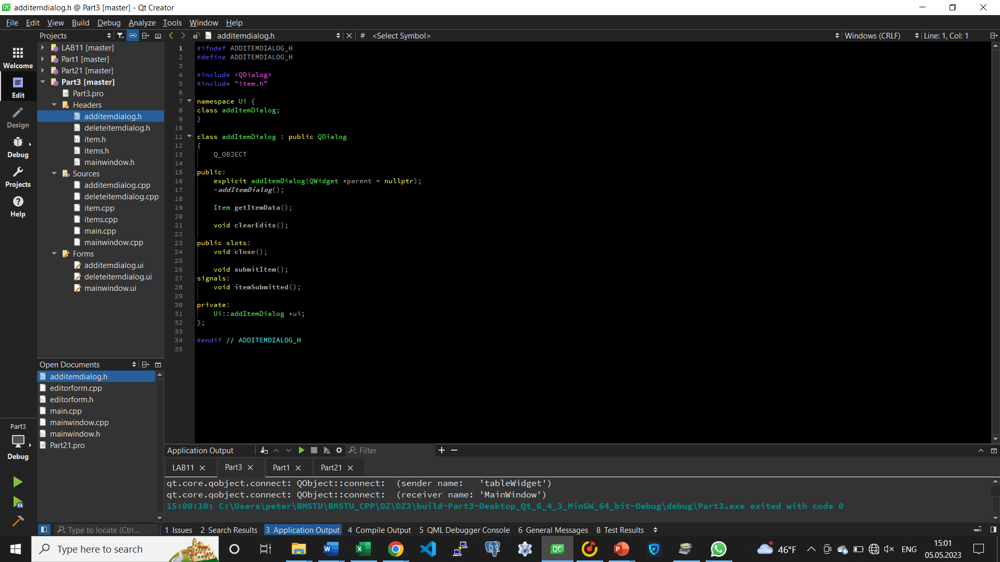 additemdialog.h @ Part3 [master] - Qt Creator
File Edit View Build Debug Analyze Tools Window Help
Projects
additemdialog.h # <Select Symbol> Windows (CRLF) Line: 1, Col: 1
Welcome
Edit
Design
Debug
Projects
Help
LAB11 [master]
Part1 [master]
Part21 [master]
Part3 [master]
Part3.pro
Headers
additemdialog.h
deleteitemdialog.h
item.h
items.h
mainwindow.h
Sources
additemdialog.cpp
deleteitemdialog.cpp
item.cpp
items.cpp
main.cpp
mainwindow.cpp
Forms
additemdialog.ui
deleteitemdialog.ui
mainwindow.ui
1 #ifndef ADDITEMDIALOG_H
2 #define ADDITEMDIALOG_H
3
4 #include <QDialog>
5 #include "item.h"
6
7 namespace Ui {
8 class addItemDialog;
9 }
10
11 class addItemDialog : public QDialog
12 {
13 Q_OBJECT
14
15 public:
16 explicit addItemDialog(QWidget *parent = nullptr);
17 ~addItemDialog();
18
19 Item getItemData();
20
21 void clearEdits();
22
23 public slots:
24 void close();
25
26 void submitItem();
27 signals:
28 void itemSubmitted();
29
30 private:
31 Ui::addItemDialog *ui;
32 };
33
34 #endif // ADDITEMDIALOG_H
35
Open Documents
additemdialog.h
editorform.cpp
editorform.h
main.cpp
mainwindow.cpp
mainwindow.h
Part21.pro
Part3
Debug
Application Output Filter
LAB11 Part3 Part1 Part21
qt.core.qobject.connect: QObject::connect: (sender name: 'tableWidget')
qt.core.qobject.connect: QObject::connect: (receiver name: 'MainWindow')
15:00:10: C:\Users\peter\BMSTU\BMSTU_CPP\DZ\DZ3\build-Part3-Desktop_Qt_6_4_3_MinGW_64_bit-Debug\debug\Part3.exe exited with code 0
Type to locate (Ctrl... 1 Issues 2 Search Results 3 Application Output 4 Compile Output 5 QML Debugger Console 6 General Messages 8 Test Results
Type here to search
46°F ENG
15:01
05.05.2023